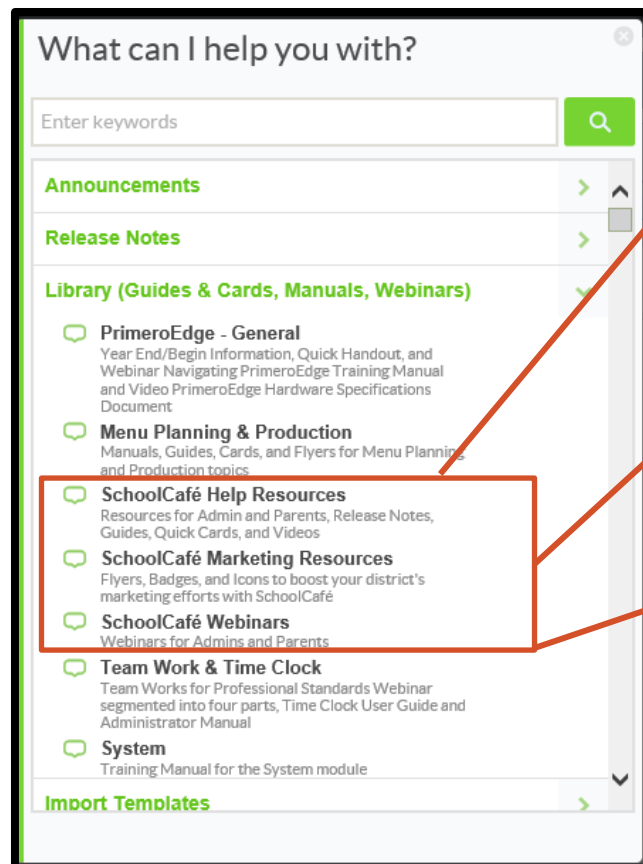 What can I help you with?
Enter keywords
Announcements
Release Notes
Library (Guides & Cards, Manuals, Webinars)
PrimeroEdge - General
Year End/Begin Information, Quick Handout, and
Webinar Navigating PrimeroEdge Training Manual
and Video PrimeroEdge Hardware Specifications
Document
Menu Planning & Production
Manuals, Guides, Cards, and Flyers for Menu Planning
and Production topics
SchoolCafé Help Resources
Resources for Admin and Parents, Release Notes,
Guides, Quick Cards, and Videos
SchoolCafé Marketing Resources
Flyers, Badges, and Icons to boost your district's
marketing efforts with SchoolCafé
SchoolCafé Webinars
Webinars for Admins and Parents
Team Work & Time Clock
Team Works for Professional Standards Webinar
segmented into four parts, Time Clock User Guide and
Administrator Manual
System
Training Manual for the System module
Import Templates